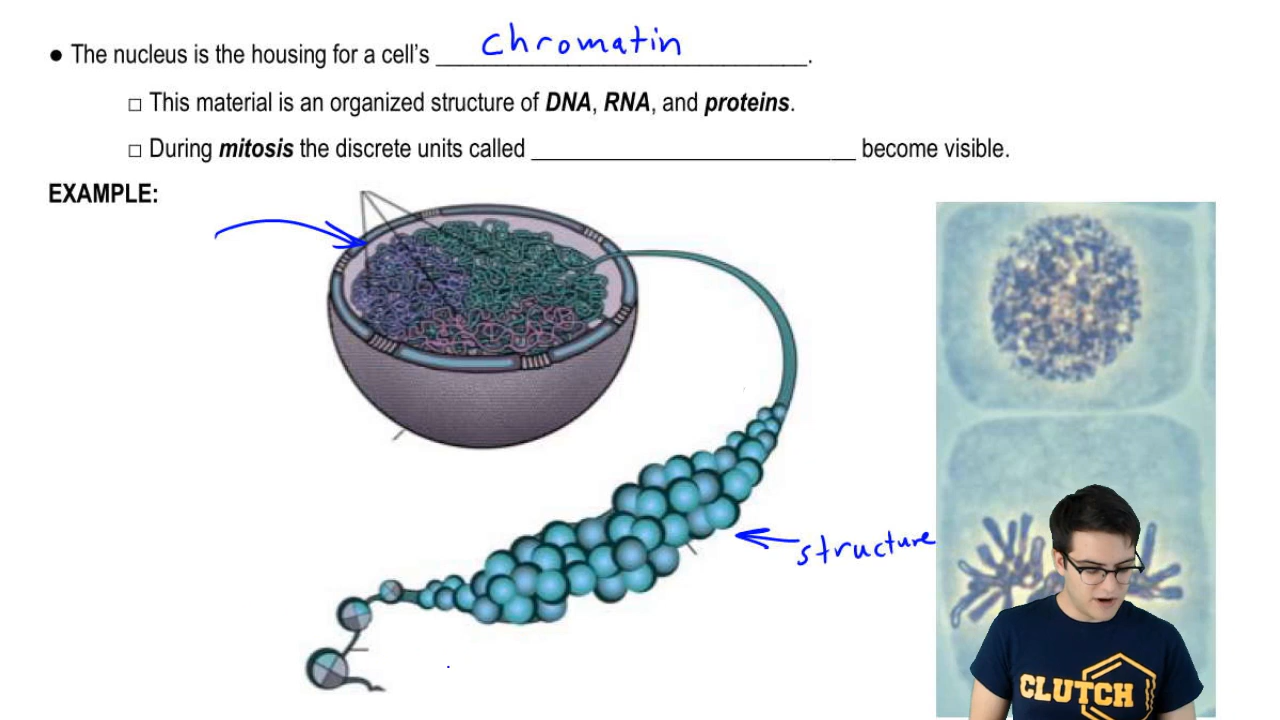 ● The nucleus is the housing for a cell's chromatin.
□ This material is an organized structure of DNA, RNA, and proteins.
□ During mitosis the discrete units called ______________________ become visible.
EXAMPLE:
structure
CLUTCH